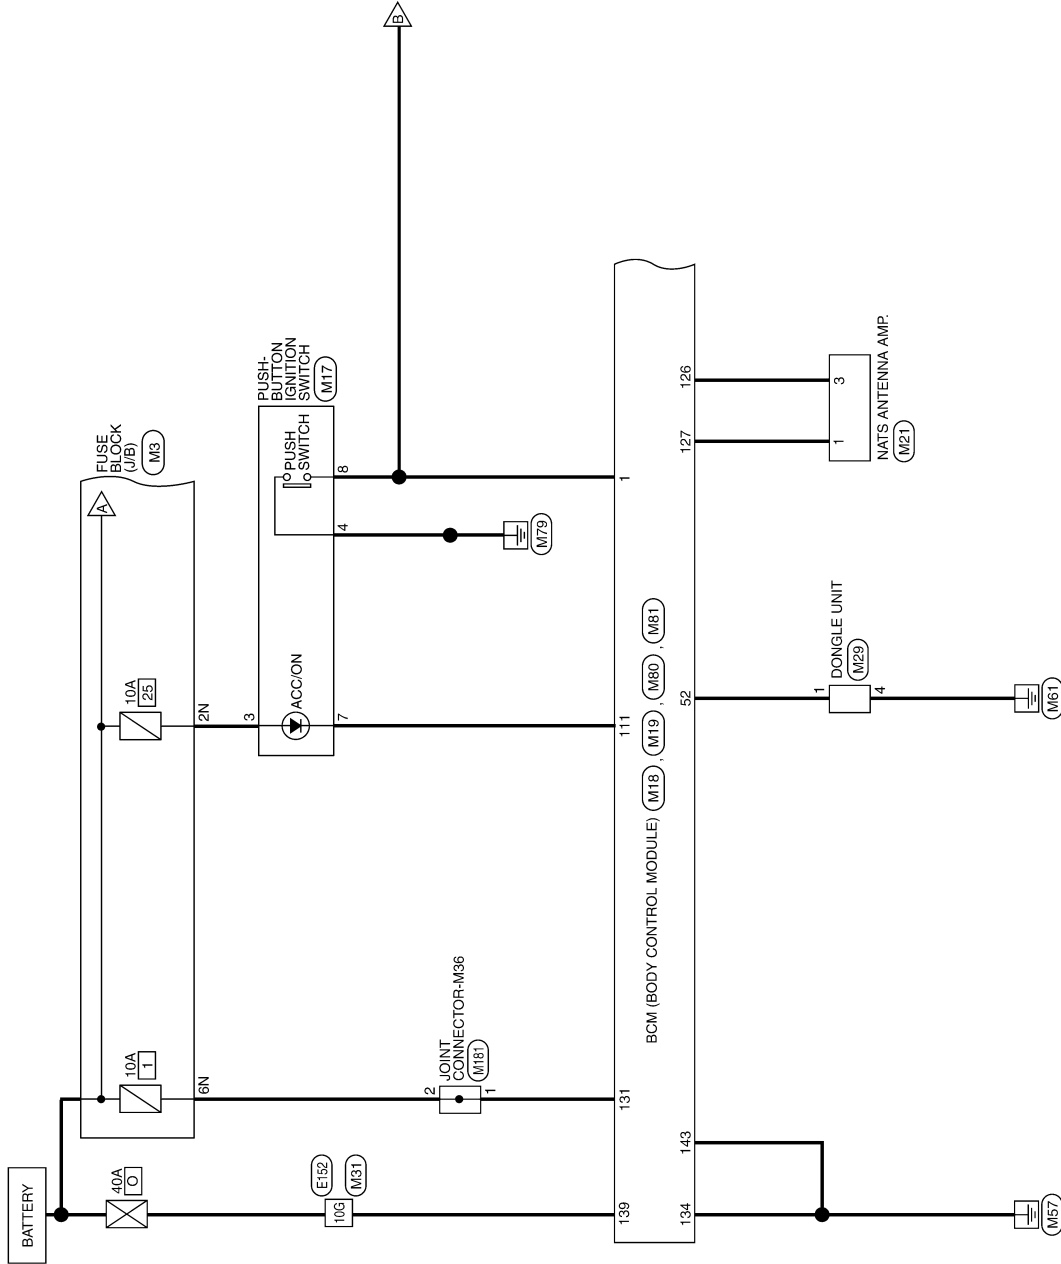 BATTERY
40A
O
10G
E152
M31
139
10A
1
6N
JOINT
CONNECTOR-M36
M181
2
1
131
FUSE
BLOCK
(J/B)
M3
A
10A
25
2N
3
ACC/ON
7
111
PUSH-
BUTTON
IGNITION
SWITCH
M17
PUSH
SWITCH
4
8
M79
1
B
BCM (BODY CONTROL MODULE) M18 , M19 , M80 , M81
134
143
M57
52
1
4
DONGLE UNIT
M29
M61
127
126
1
3
NATS ANTENNA AMP.
M21